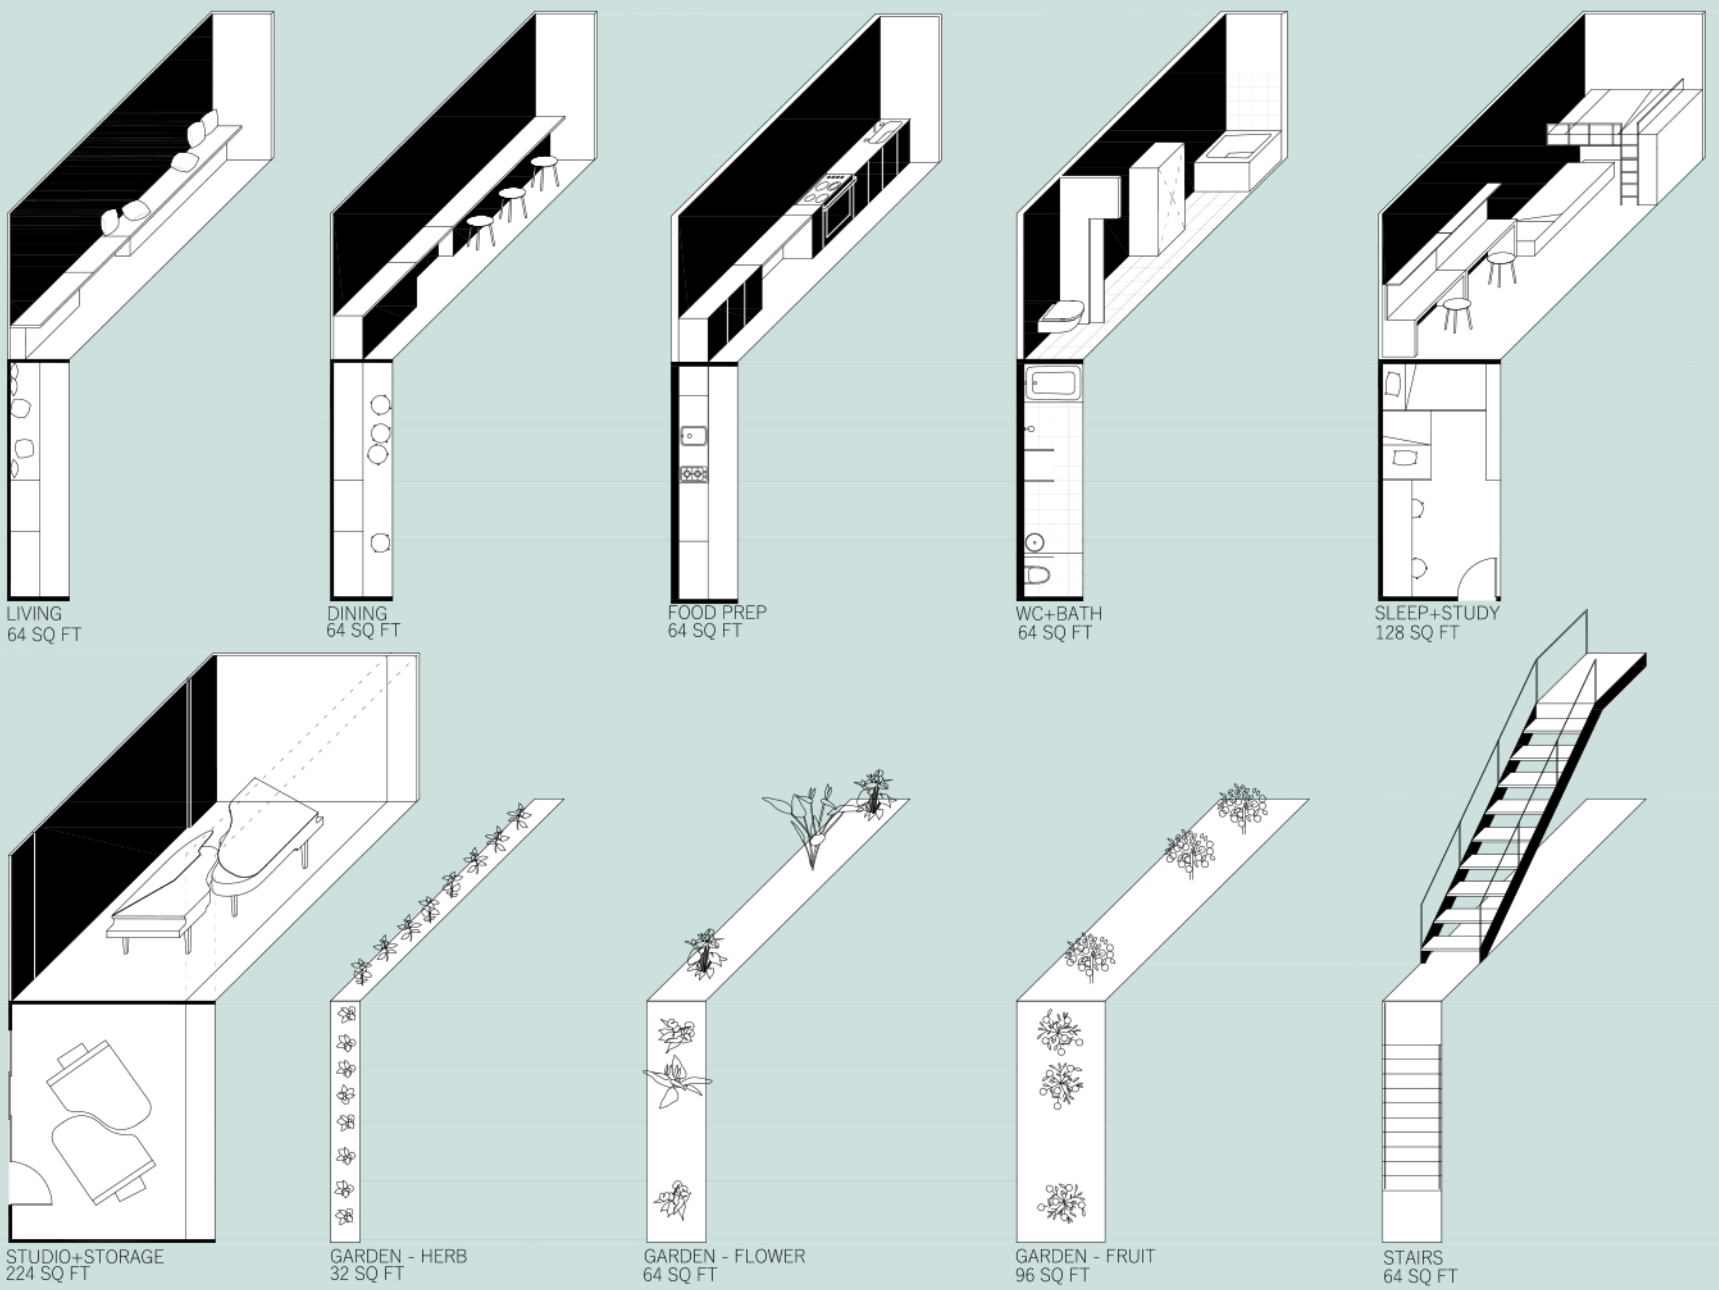 LIVING
64 SQ FT
DINING
64 SQ FT
FOOD PREP
64 SQ FT
WC+BATH
64 SQ FT
SLEEP+STUDY
128 SQ FT
STUDIO+STORAGE
224 SQ FT
GARDEN - HERB
32 SQ FT
GARDEN - FLOWER
64 SQ FT
GARDEN - FRUIT
96 SQ FT
STAIRS
64 SQ FT